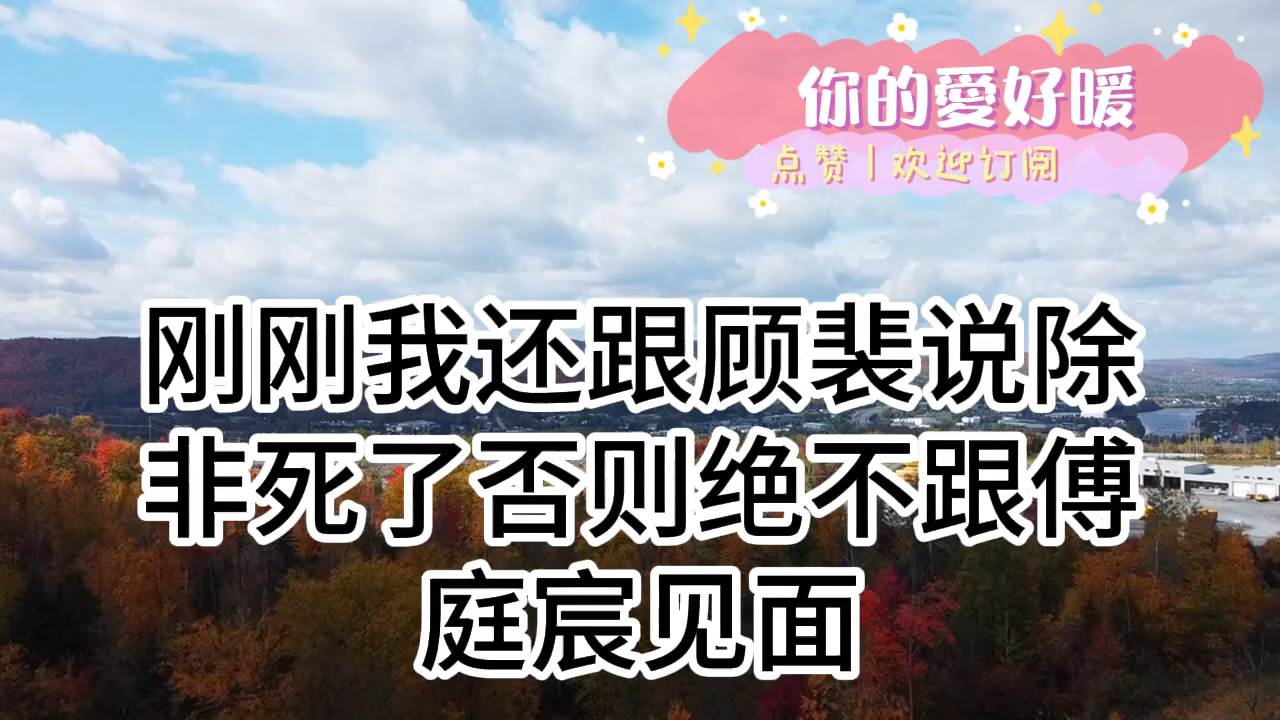 你的愛好暖
点赞|欢迎订阅
刚刚我还跟顾裴说除
非死了否则绝不跟傅
庭宸见面